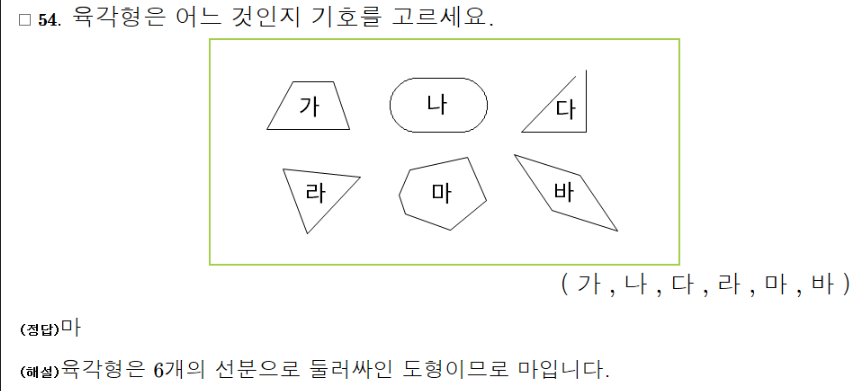 □ 54. 육각형은 어느 것인지 기호를 고르세요.
가 나 다
라 마 바
( 가 , 나 , 다 , 라 , 마 , 바 )
(정답)마
(해설)육각형은 6개의 선분으로 둘러싸인 도형이므로 마입니다.